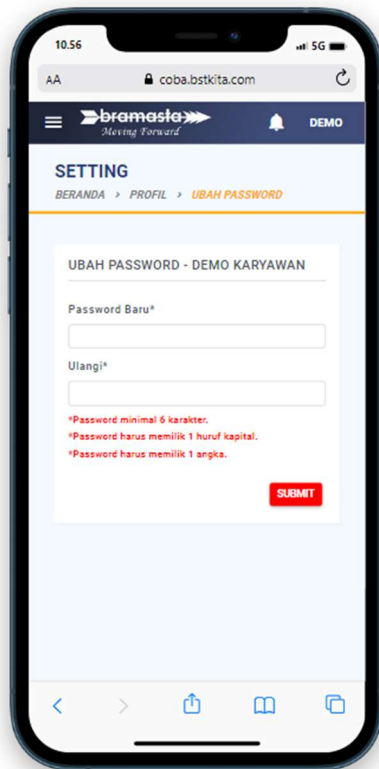 10.56
5G
AA
coba.bstkita.com
bramasta
Moving Forward
DEMO
SETTING
BERANDA > PROFIL > UBAH PASSWORD
UBAH PASSWORD - DEMO KARYAWAN
Password Baru*
Ulangi*
*Password minimal 6 karakter.
*Password harus memilik 1 huruf kapital.
*Password harus memilik 1 angka.
SUBMIT